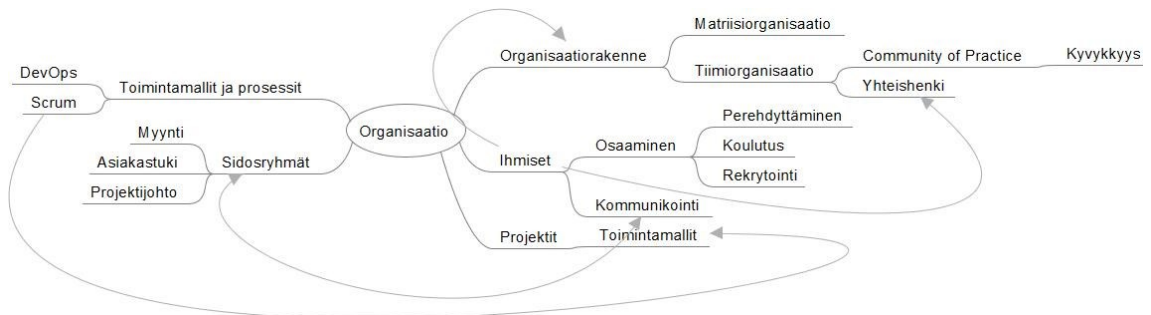 Organisaatio
Toimintamallit ja prosessit
DevOps
Scrum
Sidosryhmät
Myynti
Asiakastuki
Projektijohto
Organisaatiorakenne
Matriisiorganisaatio
Tiimiorganisaatio
Community of Practice
Kyvykkyys
Yhteishenki
Ihmiset
Osaaminen
Perehdyttäminen
Koulutus
Rekrytointi
Kommunikointi
Projektit
Toimintamallit